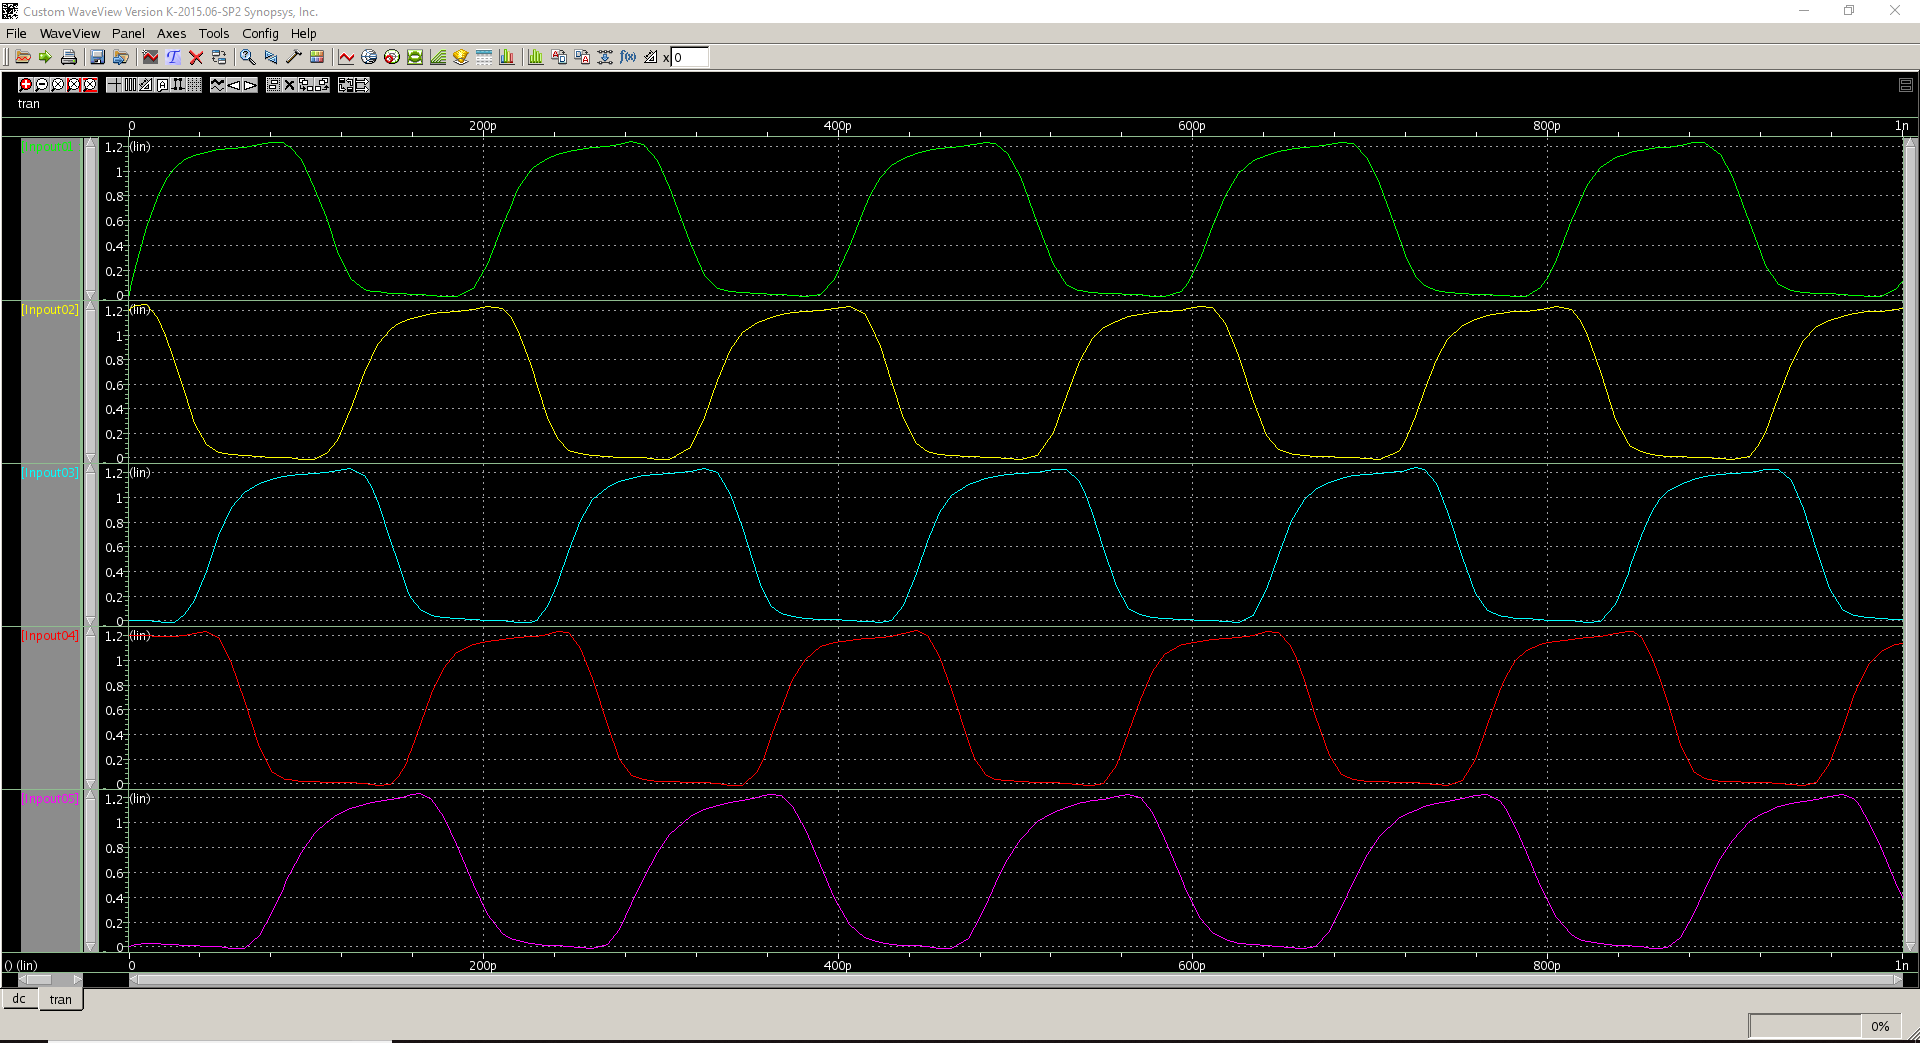 Custom WaveView Version K-2015.06-SP2 Synopsys, Inc.
File WaveView Panel Axes Tools Config Help
x 0
tran
0 200p 400p 600p 800p 1n
1.2 (lin)
1
0.8
0.6
0.4
0.2
0
[Inpout02] 1.2 (lin)
1
0.8
0.6
0.4
0.2
0
[Inpout03] 1.2 (lin)
1
0.8
0.6
0.4
0.2
0
[Inpout04] 1.2 (lin)
1
0.8
0.6
0.4
0.2
0
[Inpout05] 1.2 (lin)
1
0.8
0.6
0.4
0.2
0
() (lin) 0 200p 400p 600p 800p 1n
dc tran
0%